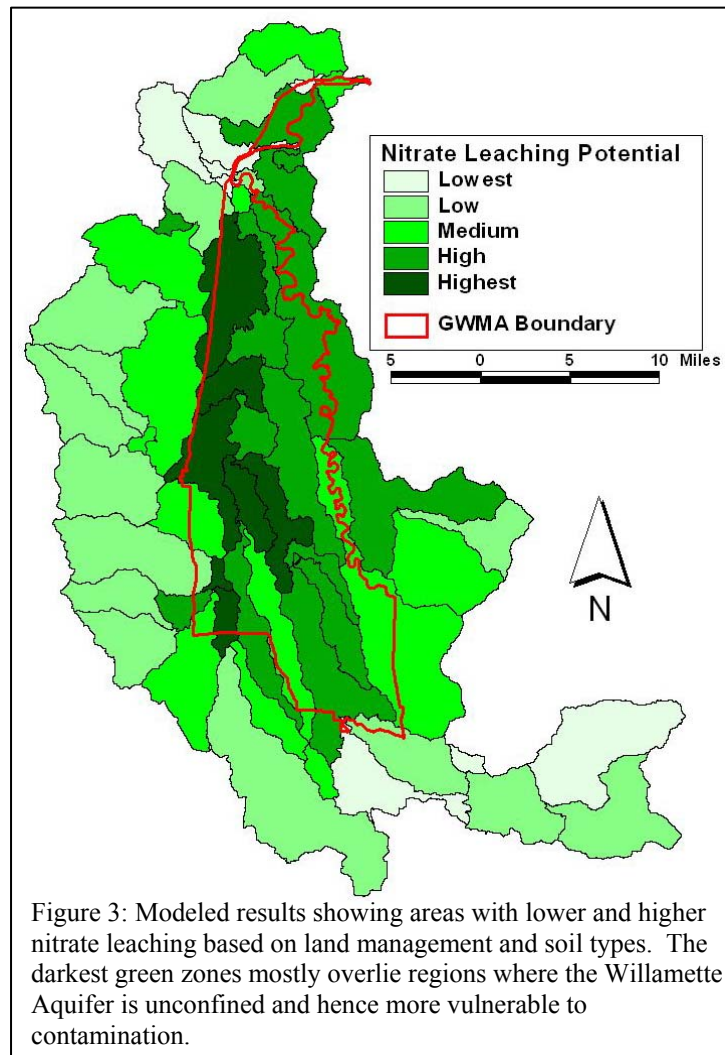 Nitrate Leaching Potential
Lowest
Low
Medium
High
Highest
GWMA Boundary
5 0 5 10 Miles
N
Figure 3: Modeled results showing areas with lower and higher
nitrate leaching based on land management and soil types.  The
darkest green zones mostly overlie regions where the Willamette
Aquifer is unconfined and hence more vulnerable to
contamination.